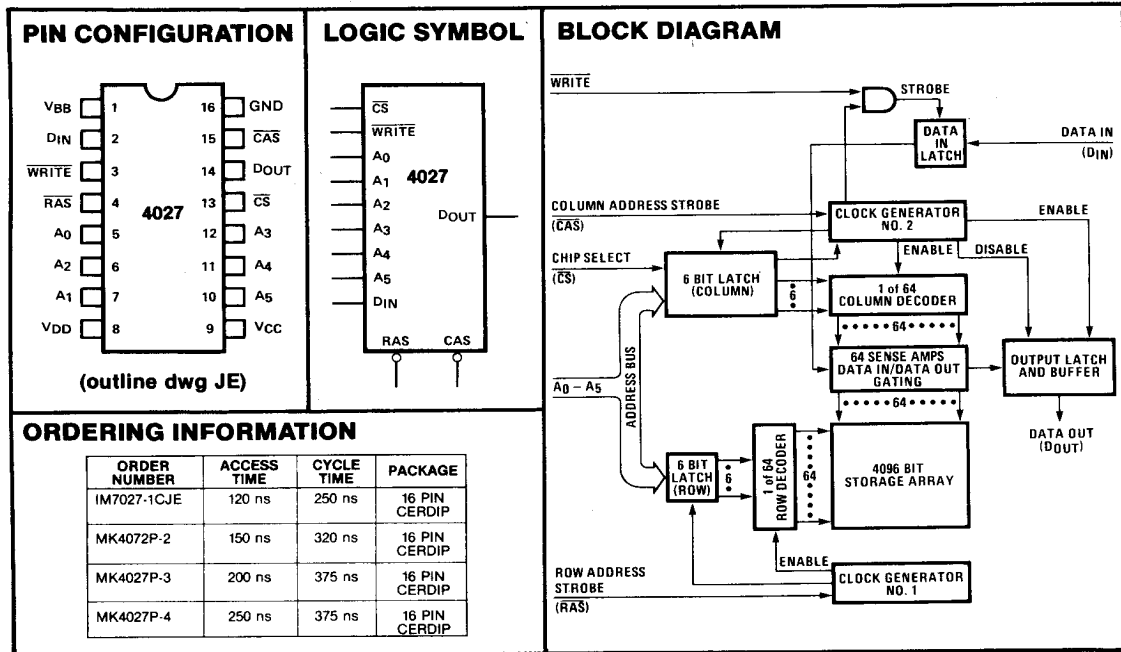 PIN CONFIGURATION
VBB 1
DIN 2
WRITE 3
RAS 4
A0 5
A2 6
A1 7
VDD 8
4027
16 GND
15 CAS
14 DOUT
13 CS
12 A3
11 A4
10 A5
9 VCC
(outline dwg JE)
LOGIC SYMBOL
CS
WRITE
A0
A1
A2
A3
A4
A5
DIN
4027
DOUT
RAS CAS
BLOCK DIAGRAM
WRITE
STROBE
DATA
IN
LATCH
DATA IN
(DIN)
COLUMN ADDRESS STROBE
(CAS)
CLOCK GENERATOR
NO. 2
ENABLE
CHIP SELECT
(CS)
6 BIT LATCH
(COLUMN)
6
ENABLE
DISABLE
1 of 64
COLUMN DECODER
64
64 SENSE AMPS
DATA IN/DATA OUT
GATING
64
OUTPUT LATCH
AND BUFFER
DATA OUT
(DOUT)
A0 – A5
ADDRESS BUS
6 BIT
LATCH
(ROW)
6
1 of 64
ROW DECODER
64
4096 BIT
STORAGE ARRAY
ENABLE
ROW ADDRESS
STROBE
(RAS)
CLOCK GENERATOR
NO. 1
ORDERING INFORMATION
ORDER NUMBER ACCESS TIME CYCLE TIME PACKAGE
IM7027-1CJE 120 ns 250 ns 16 PIN CERDIP
MK4072P-2 150 ns 320 ns 16 PIN CERDIP
MK4027P-3 200 ns 375 ns 16 PIN CERDIP
MK4027P-4 250 ns 375 ns 16 PIN CERDIP